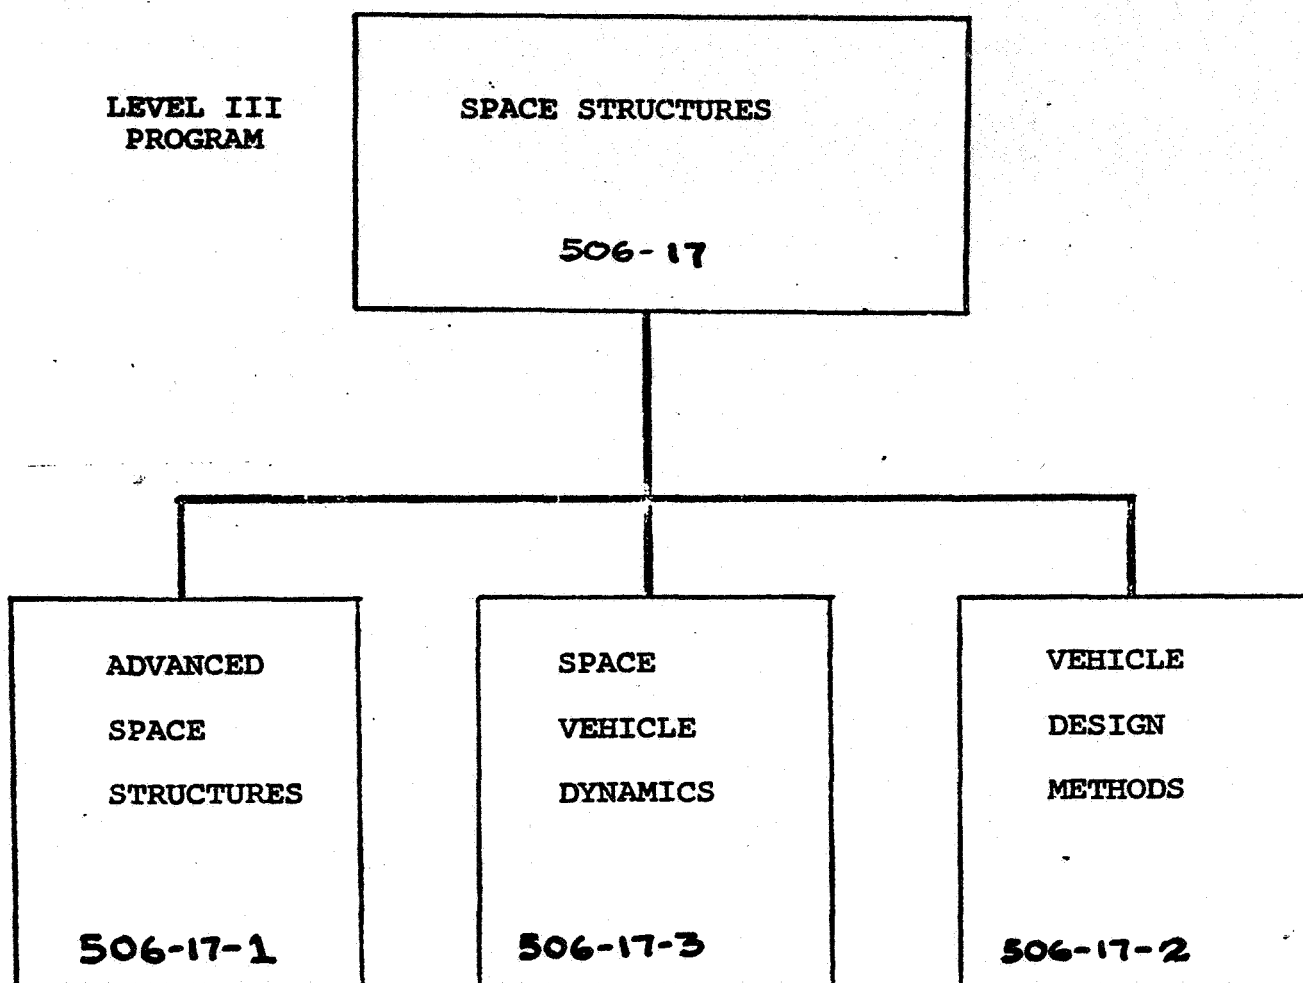 LEVEL III
PROGRAM
SPACE STRUCTURES
506-17
ADVANCED
SPACE
STRUCTURES
506-17-1
SPACE
VEHICLE
DYNAMICS
506-17-3
VEHICLE
DESIGN
METHODS
506-17-2